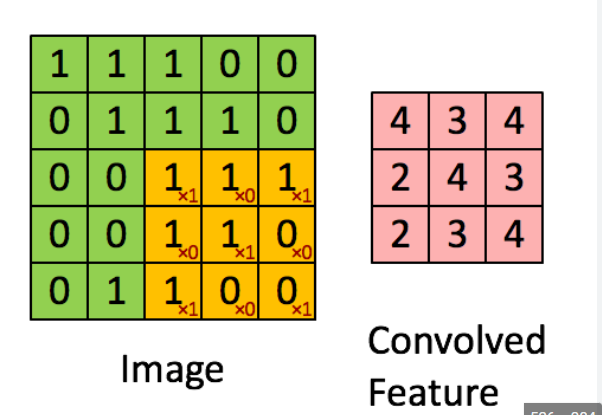 1 1 1 0 0
0 1 1 1 0
0 0 1×1 1×0 1×1
0 0 1×0 1×1 0×0
0 1 1×1 0×0 0×1
4 3 4
2 4 3
2 3 4
Image
Convolved
Feature